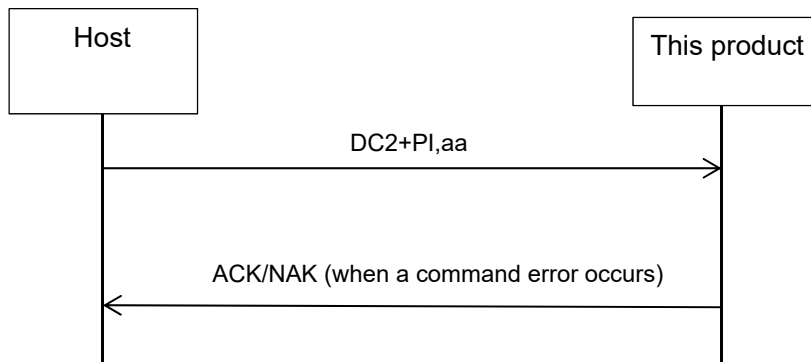 Host
This product
DC2+PI,aa
ACK/NAK (when a command error occurs)